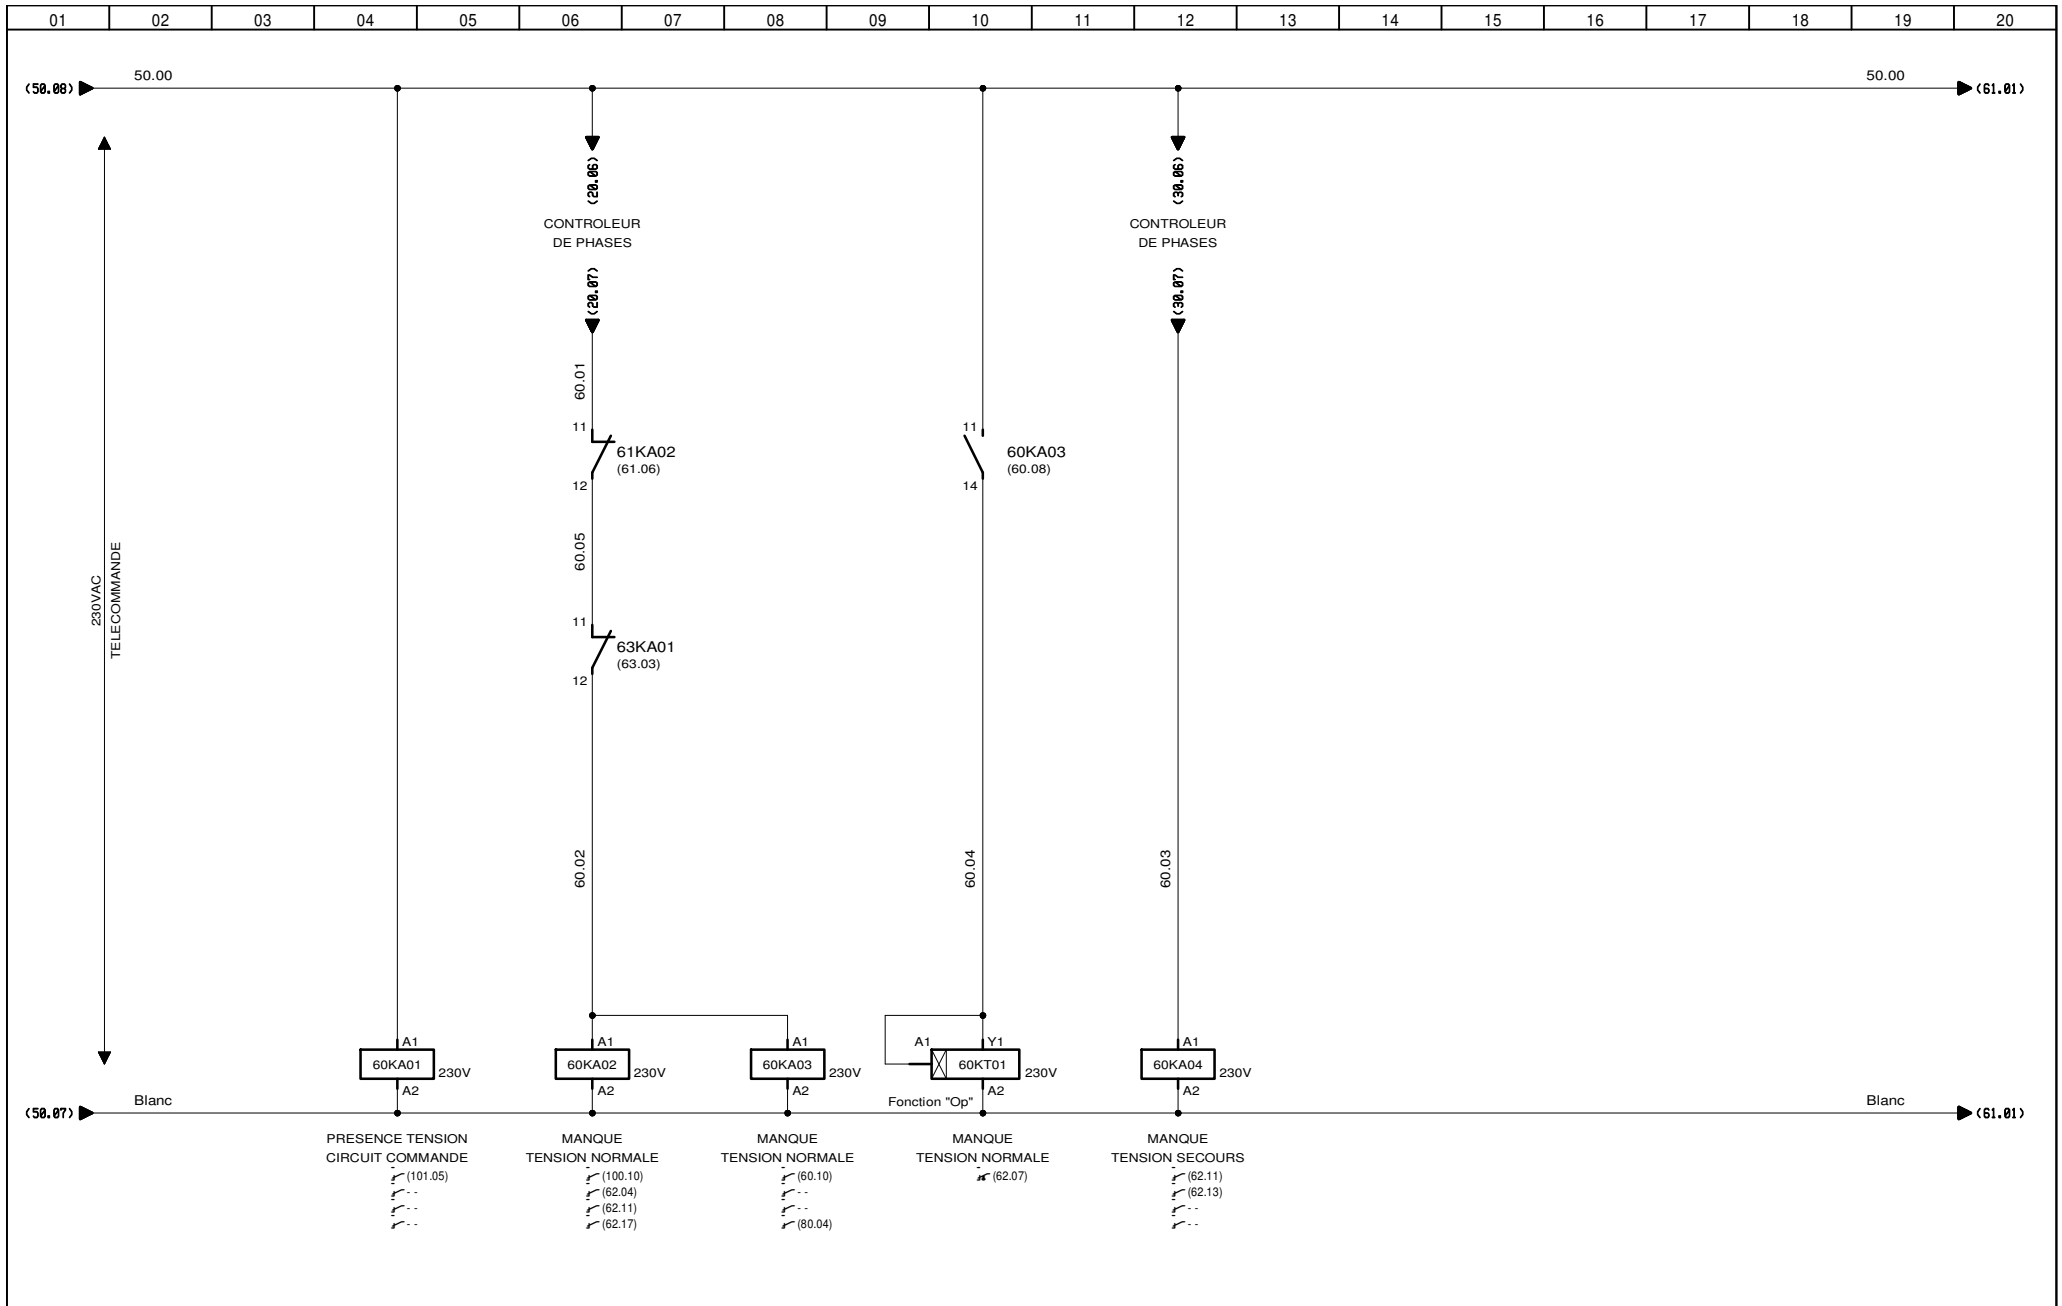 01 02 03 04 05 06 07 08 09 10 11 12 13 14 15 16 17 18 19 20
50.00 50.00
(50.08) (61.01)
(20.06) (30.06)
CONTROLEUR CONTROLEUR
DE PHASES DE PHASES
(20.07) (30.07)
60.01
11 11
61KA02 60KA03
(61.06) (60.08)
12 14
60.05
230VAC
TELECOMMANDE
11
63KA01
(63.03)
12
60.02 60.04 60.03
A1 A1 A1 A1 Y1 A1
60KA01 230V 60KA02 230V 60KA03 230V 60KT01 230V 60KA04 230V
A2 A2 A2 A2 A2
Blanc Fonction "Op" Blanc
(50.07) (61.01)
PRESENCE TENSION MANQUE MANQUE MANQUE MANQUE
CIRCUIT COMMANDE TENSION NORMALE TENSION NORMALE TENSION NORMALE TENSION SECOURS
(101.05) (100.10) (60.10) (62.07) (62.11)
- - (62.04) - - (62.13)
- - (62.11) - - - -
- - (62.17) (80.04) - -